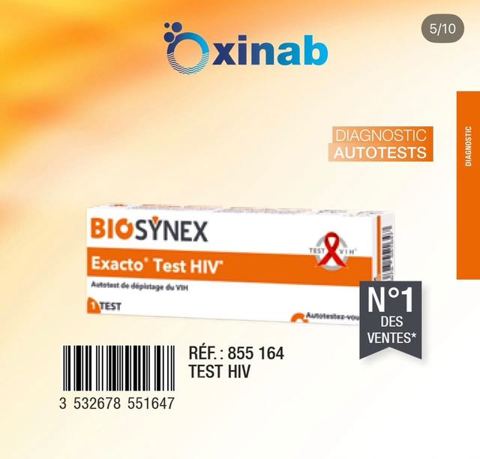 Oxinab
5/10
DIAGNOSTIC
AUTOTESTS
DIAGNOSTIC
BIOSYNEX
Exacto® Test HIV
Autotest de dépistage du VIH
1 TEST
TEST VIH
Autotestez-vou
N°1
DES
VENTES*
RÉF. : 855 164
TEST HIV
3 532678 551647